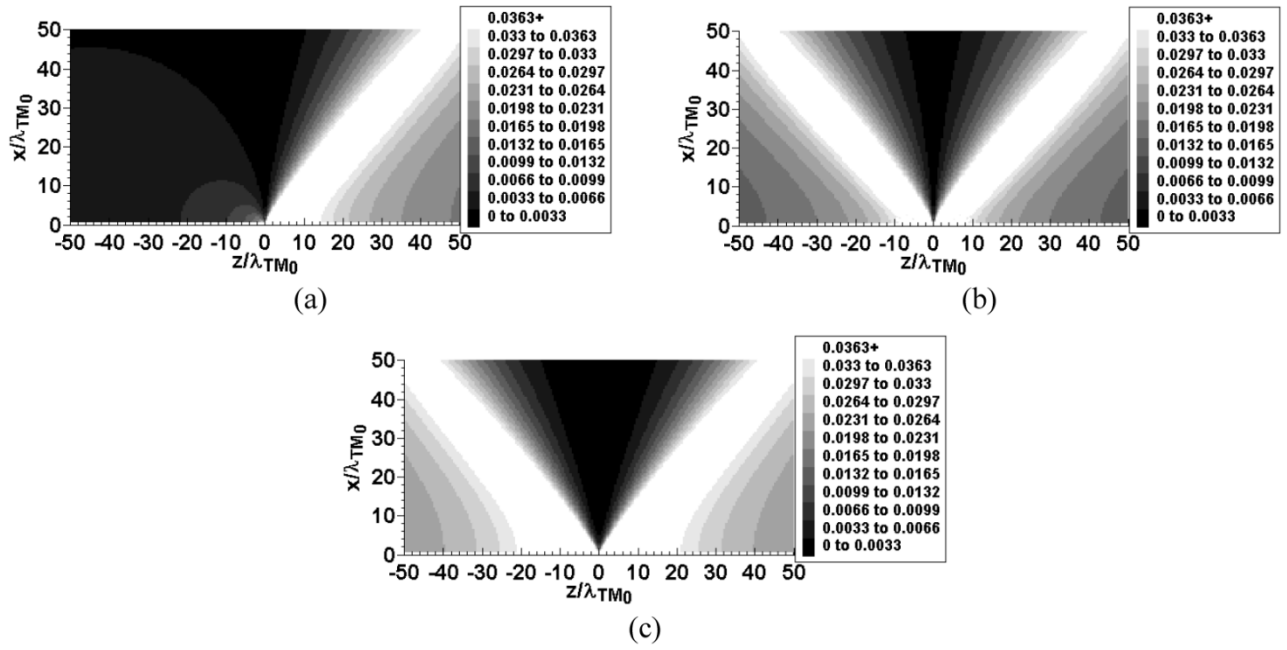 0.0363+
0.033 to 0.0363
0.0297 to 0.033
0.0264 to 0.0297
0.0231 to 0.0264
0.0198 to 0.0231
0.0165 to 0.0198
0.0132 to 0.0165
0.0099 to 0.0132
0.0066 to 0.0099
0.0033 to 0.0066
0 to 0.0033
50
40
30
20
10
0
x/λTM0
-50 -40 -30 -20 -10 0 10 20 30 40 50
z/λTM0
(a)
0.0363+
0.033 to 0.0363
0.0297 to 0.033
0.0264 to 0.0297
0.0231 to 0.0264
0.0198 to 0.0231
0.0165 to 0.0198
0.0132 to 0.0165
0.0099 to 0.0132
0.0066 to 0.0099
0.0033 to 0.0066
0 to 0.0033
50
40
30
20
10
0
x/λTM0
-50 -40 -30 -20 -10 0 10 20 30 40 50
z/λTM0
(b)
0.0363+
0.033 to 0.0363
0.0297 to 0.033
0.0264 to 0.0297
0.0231 to 0.0264
0.0198 to 0.0231
0.0165 to 0.0198
0.0132 to 0.0165
0.0099 to 0.0132
0.0066 to 0.0099
0.0033 to 0.0066
0 to 0.0033
50
40
30
20
10
0
x/λTM0
-50 -40 -30 -20 -10 0 10 20 30 40 50
z/λTM0
(c)